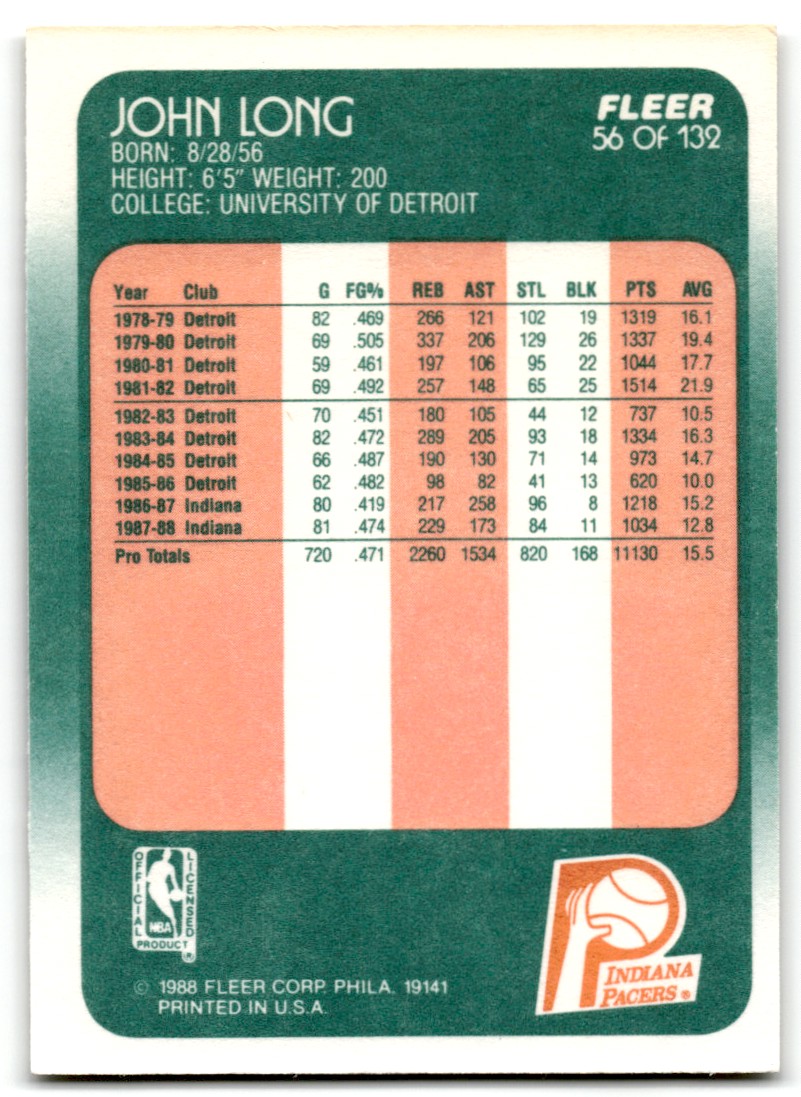 JOHN LONG
FLEER
56 OF 132
BORN: 8/28/56
HEIGHT: 6'5" WEIGHT: 200
COLLEGE: UNIVERSITY OF DETROIT
Year Club G FG% REB AST STL BLK PTS AVG
1978-79 Detroit 82 .469 266 121 102 19 1319 16.1
1979-80 Detroit 69 .505 337 206 129 26 1337 19.4
1980-81 Detroit 59 .461 197 106 95 22 1044 17.7
1981-82 Detroit 69 .492 257 148 65 25 1514 21.9
1982-83 Detroit 70 .451 180 105 44 12 737 10.5
1983-84 Detroit 82 .472 289 205 93 18 1334 16.3
1984-85 Detroit 66 .487 190 130 71 14 973 14.7
1985-86 Detroit 62 .482 98 82 41 13 620 10.0
1986-87 Indiana 80 .419 217 258 96 8 1218 15.2
1987-88 Indiana 81 .474 229 173 84 11 1034 12.8
Pro Totals 720 .471 2260 1534 820 168 11130 15.5
OFFICIAL
LICENSED
NBA
PRODUCT
®
INDIANA
PACERS ®
© 1988 FLEER CORP. PHILA. 19141
PRINTED IN U.S.A.